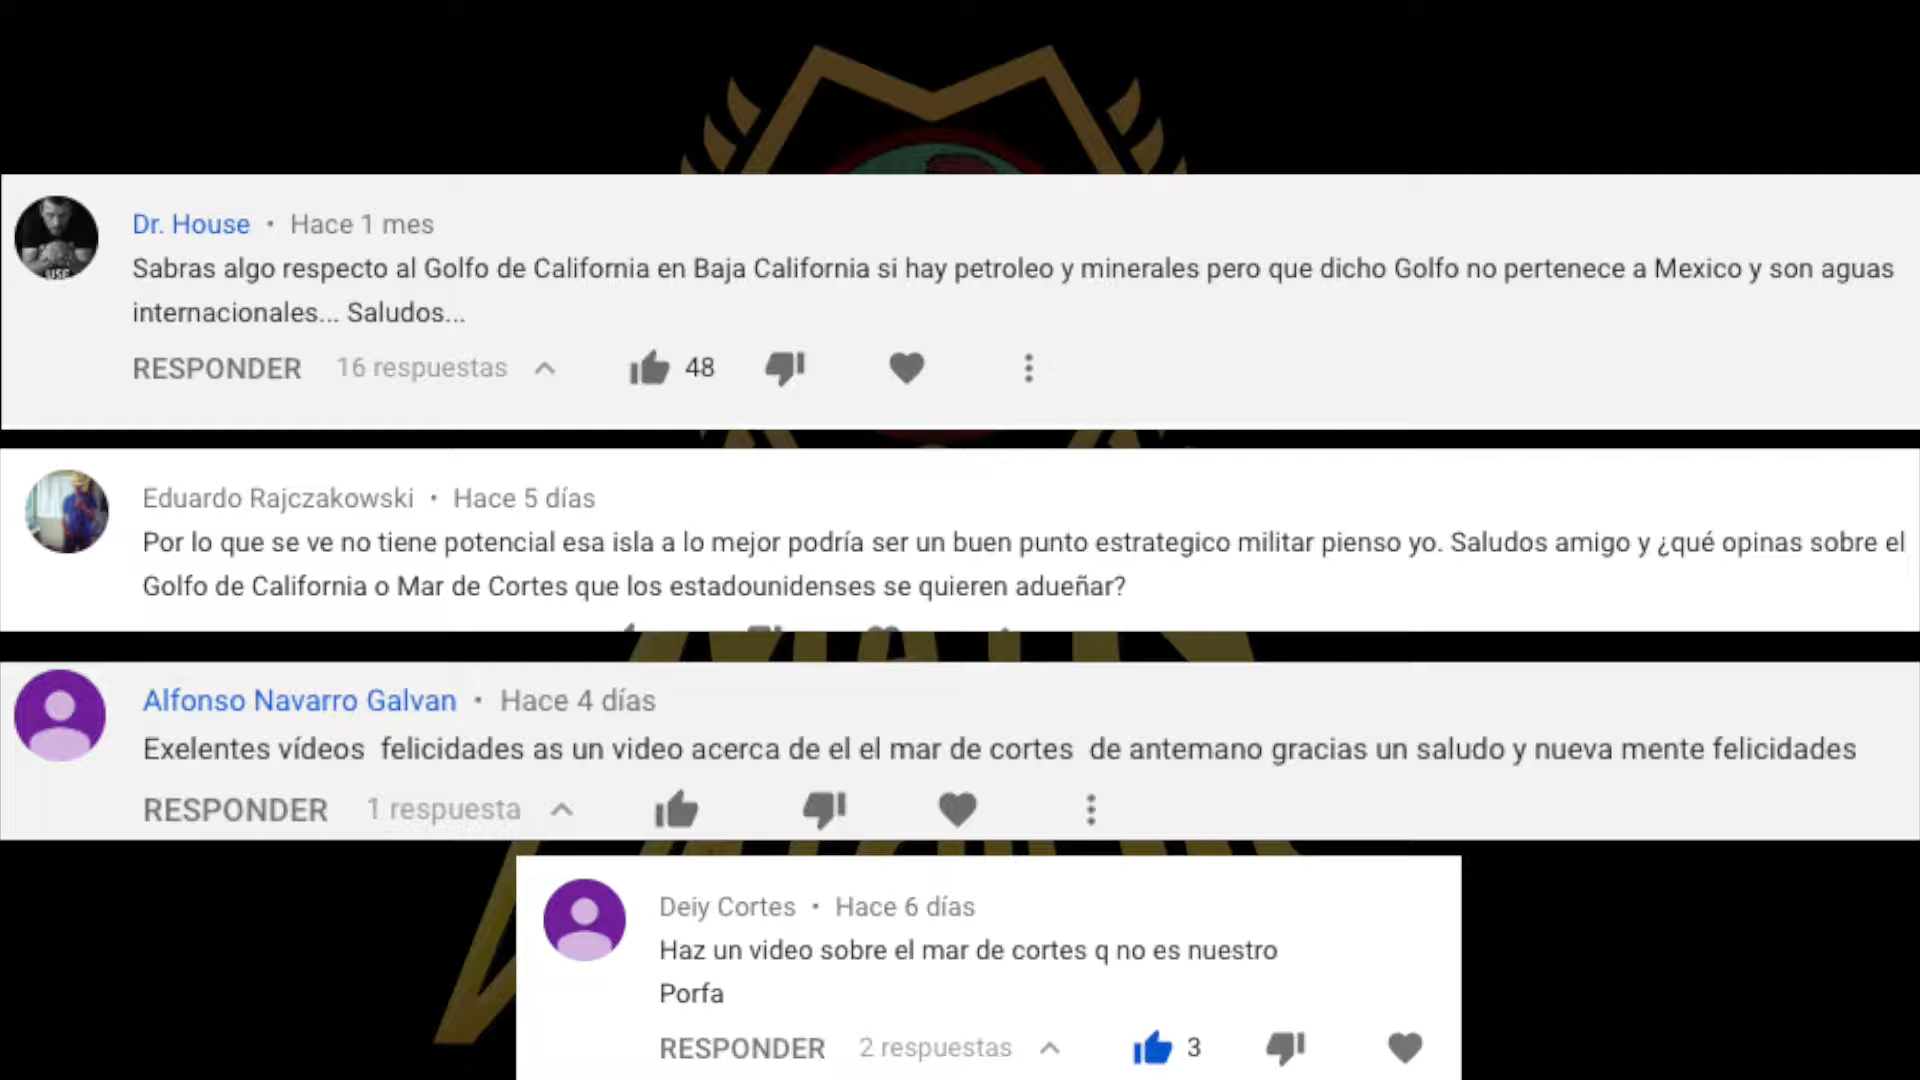 Dr. House • Hace 1 mes
Sabras algo respecto al Golfo de California en Baja California si hay petroleo y minerales pero que dicho Golfo no pertenece a Mexico y son aguas
internacionales... Saludos...
RESPONDER 16 respuestas 48
Eduardo Rajczakowski • Hace 5 días
Por lo que se ve no tiene potencial esa isla a lo mejor podría ser un buen punto estrategico militar pienso yo. Saludos amigo y ¿qué opinas sobre el
Golfo de California o Mar de Cortes que los estadounidenses se quieren adueñar?
Alfonso Navarro Galvan • Hace 4 días
Exelentes vídeos felicidades as un video acerca de el el mar de cortes de antemano gracias un saludo y nueva mente felicidades
RESPONDER 1 respuesta
Deiy Cortes • Hace 6 días
Haz un video sobre el mar de cortes q no es nuestro
Porfa
RESPONDER 2 respuestas 3